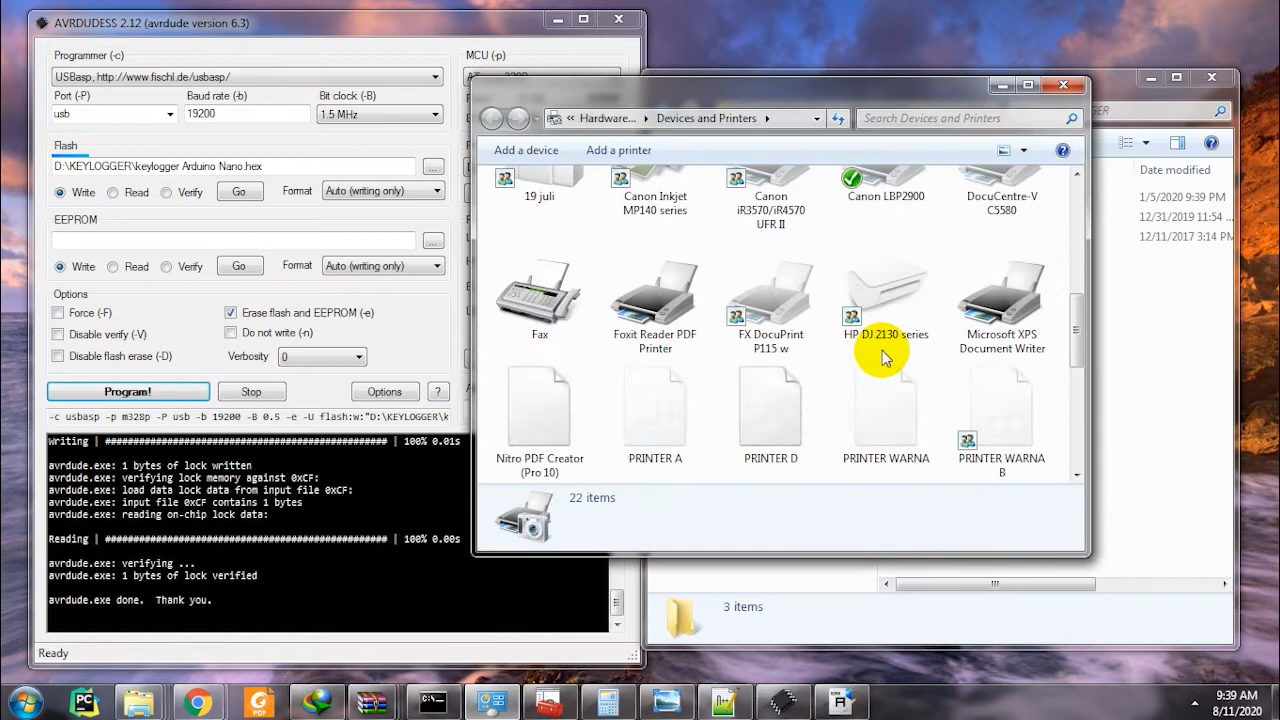 AVRDUDESS 2.12 (avrdude version 6.3)
Programmer (-c)
USBasp, http://www.fischl.de/usbasp/
Port (-P)
Baud rate (-b)
Bit clock (-B)
usb
19200
1.5 MHz
Flash
D:\KEYLOGGER\keylogger Arduino Nano.hex
...
Write
Read
Verify
Go
Format
Auto (writing only)
EEPROM
...
Write
Read
Verify
Go
Format
Auto (writing only)
Options
Force (-F)
Erase flash and EEPROM (-e)
Disable verify (-V)
Do not write (-n)
Disable flash erase (-D)
Verbosity
0
Program!
Stop
Options
?
-c usbasp -p m328p -P usb -b 19200 -B 0.5 -e -U flash:w:"D:\KEYLOGGER\k
Writing | ################################################ | 100% 0.01s
avrdude.exe: 1 bytes of lock written
avrdude.exe: verifying lock memory against 0xCF:
avrdude.exe: load data lock data from input file 0xCF:
avrdude.exe: input file 0xCF contains 1 bytes
avrdude.exe: reading on-chip lock data:
Reading | ################################################ | 100% 0.00s
avrdude.exe: verifying ...
avrdude.exe: 1 bytes of lock verified
avrdude.exe done.  Thank you.
Ready
MCU (-p)
« Hardware...
Devices and Printers
Search Devices and Printers
Add a device
Add a printer
19 juli
Canon Inkjet
MP140 series
Canon
iR3570/iR4570
UFR II
Canon LBP2900
DocuCentre-V
C5580
Fax
Foxit Reader PDF
Printer
FX DocuPrint
P115 w
HP DJ 2130 series
Microsoft XPS
Document Writer
Nitro PDF Creator
(Pro 10)
PRINTER A
PRINTER D
PRINTER WARNA
PRINTER WARNA
B
22 items
GER
Date modified
1/5/2020 9:39 PM
12/31/2019 11:54
12/11/2017 3:14 PM
3 items
PC
PDF
C:\.
A
9:39 AM
8/11/2020